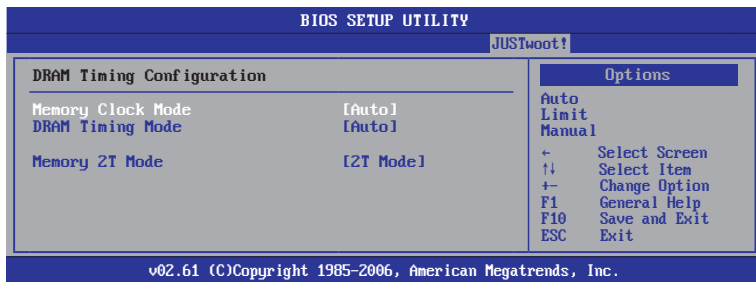 BIOS SETUP UTILITY
JUSTwoot!
DRAM Timing Configuration
Memory Clock Mode [Auto]
DRAM Timing Mode [Auto]
Memory 2T Mode [2T Mode]
Options
Auto
Limit
Manual
← Select Screen
↑↓ Select Item
+- Change Option
F1 General Help
F10 Save and Exit
ESC Exit
v02.61 (C)Copyright 1985-2006, American Megatrends, Inc.